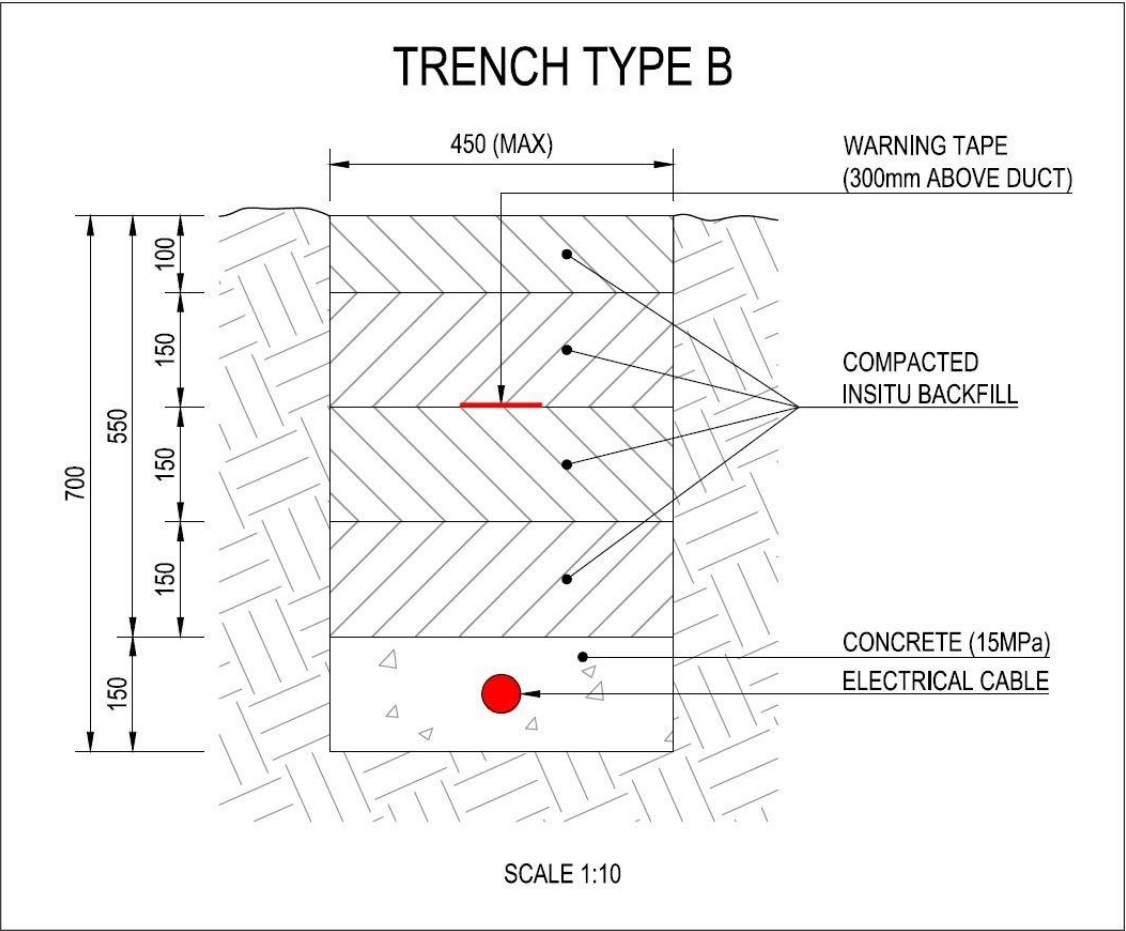 TRENCH TYPE B
450 (MAX)
WARNING TAPE
(300mm ABOVE DUCT)
100
150
550
150
700
150
COMPACTED
INSITU BACKFILL
150
CONCRETE (15MPa)
ELECTRICAL CABLE
SCALE 1:10